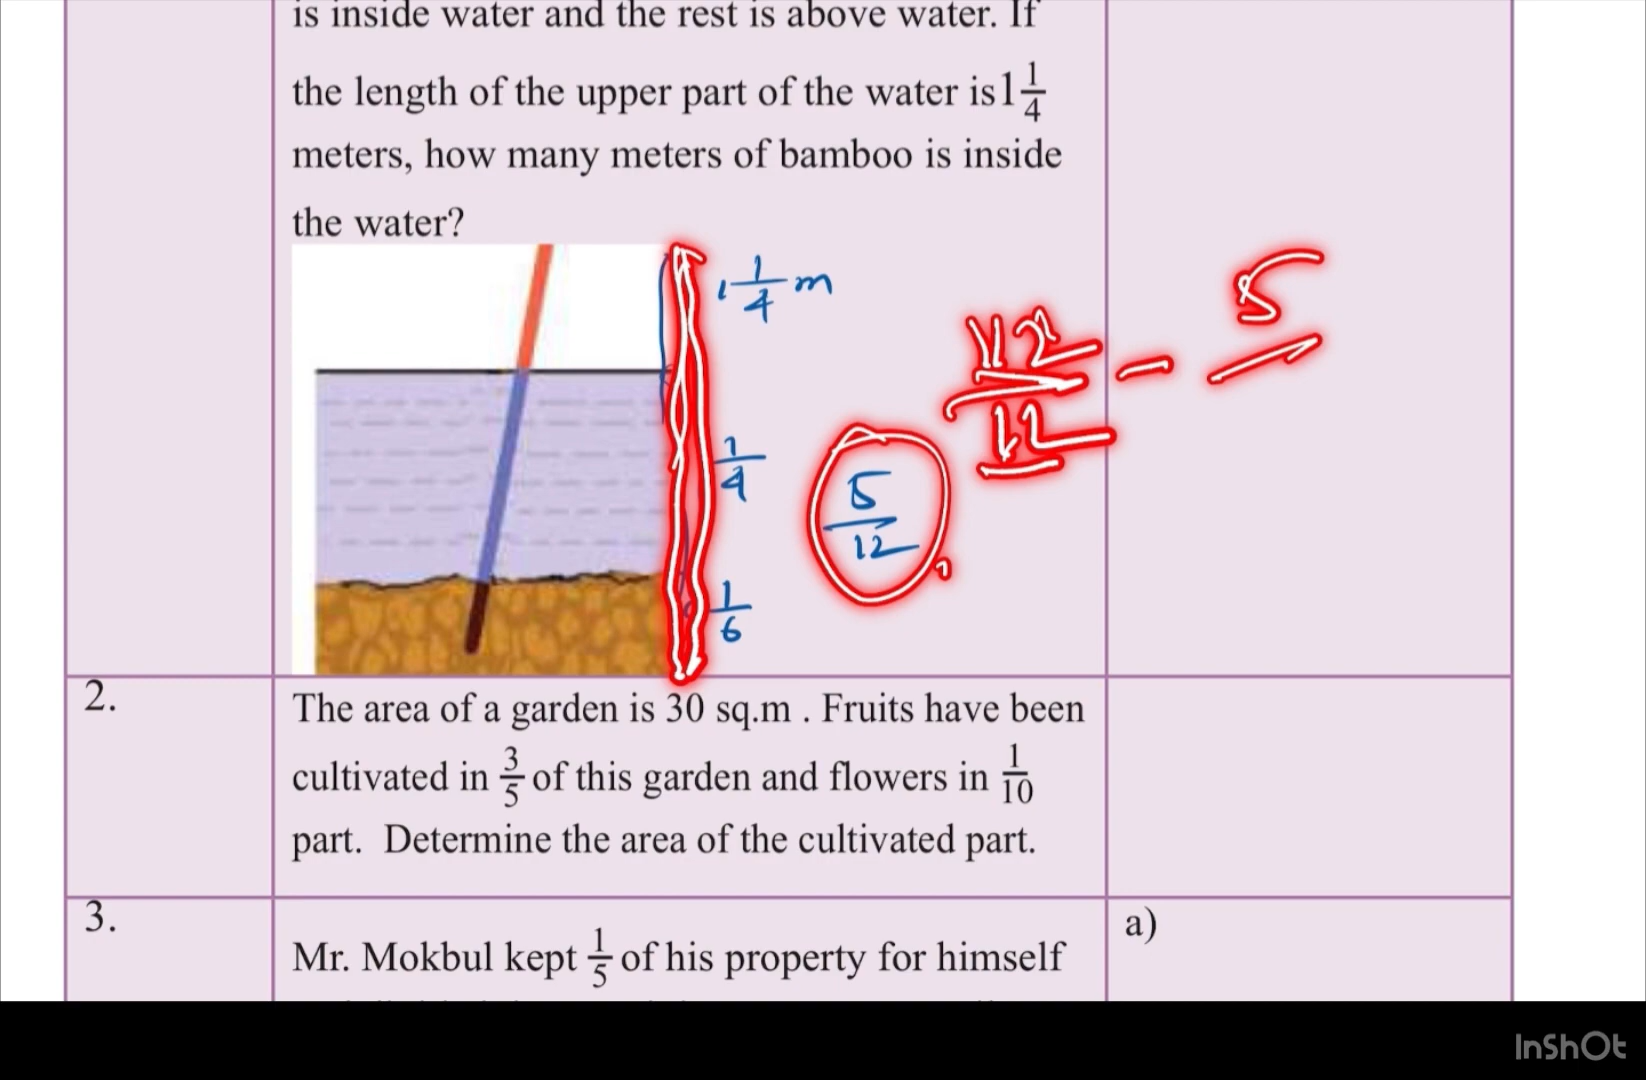 is inside water and the rest is above water. If
the length of the upper part of the water is 1 1/4
meters, how many meters of bamboo is inside
the water?
1 1/4 m
1/4
1/6
5/12
12/12 - 5
2.
The area of a garden is 30 sq.m . Fruits have been
cultivated in 3/5 of this garden and flowers in 1/10
part. Determine the area of the cultivated part.
3.
a)
Mr. Mokbul kept 1/5 of his property for himself
InShOt